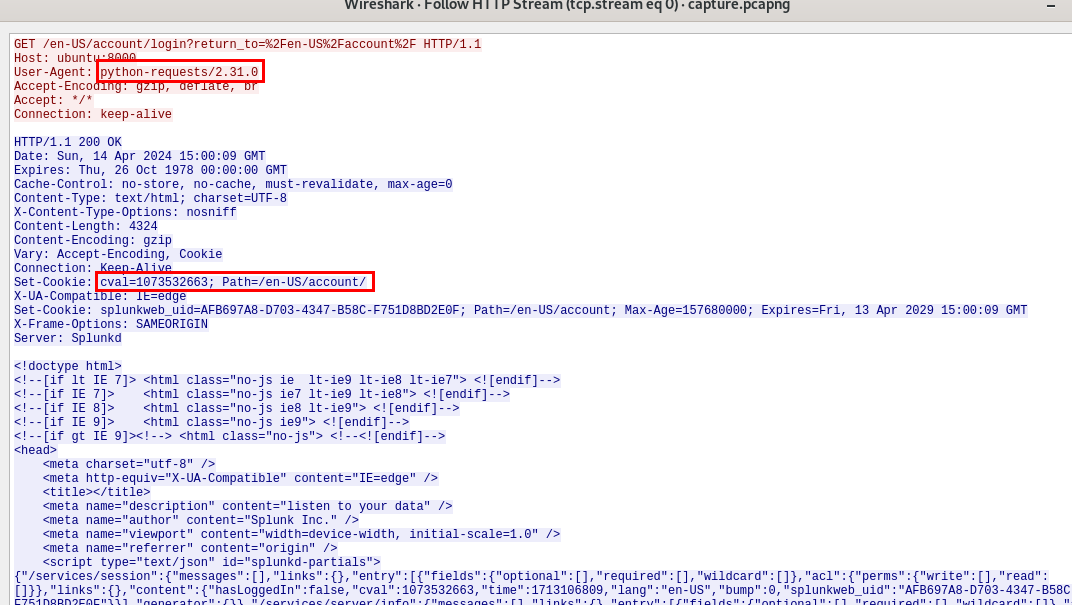 Wireshark · Follow HTTP Stream (tcp.stream eq 0) · capture.pcapng
GET /en-US/account/login?return_to=%2Fen-US%2Faccount%2F HTTP/1.1
Host: ubuntu:8000
User-Agent: python-requests/2.31.0
Accept-Encoding: gzip, deflate, br
Accept: */*
Connection: keep-alive
HTTP/1.1 200 OK
Date: Sun, 14 Apr 2024 15:00:09 GMT
Expires: Thu, 26 Oct 1978 00:00:00 GMT
Cache-Control: no-store, no-cache, must-revalidate, max-age=0
Content-Type: text/html; charset=UTF-8
X-Content-Type-Options: nosniff
Content-Length: 4324
Content-Encoding: gzip
Vary: Accept-Encoding, Cookie
Connection: Keep-Alive
Set-Cookie: cval=1073532663; Path=/en-US/account/
X-UA-Compatible: IE=edge
Set-Cookie: splunkweb_uid=AFB697A8-D703-4347-B58C-F751D8BD2E0F; Path=/en-US/account; Max-Age=157680000; Expires=Fri, 13 Apr 2029 15:00:09 GMT
X-Frame-Options: SAMEORIGIN
Server: Splunkd
<!doctype html>
<!--[if lt IE 7]> <html class="no-js ie  lt-ie9 lt-ie8 lt-ie7"> <![endif]-->
<!--[if IE 7]>    <html class="no-js ie7 lt-ie9 lt-ie8"> <![endif]-->
<!--[if IE 8]>    <html class="no-js ie8 lt-ie9"> <![endif]-->
<!--[if IE 9]>    <html class="no-js ie9"> <![endif]-->
<!--[if gt IE 9]><!--> <html class="no-js"> <!--<![endif]-->
<head>
<meta charset="utf-8" />
<meta http-equiv="X-UA-Compatible" content="IE=edge" />
<title></title>
<meta name="description" content="listen to your data" />
<meta name="author" content="Splunk Inc." />
<meta name="viewport" content="width=device-width, initial-scale=1.0" />
<meta name="referrer" content="origin" />
<script type="text/json" id="splunkd-partials">
{"/services/session":{"messages":[],"links":{},"entry":[{"fields":{"optional":[],"required":[],"wildcard":[]},"acl":{"perms":{"write":[],"read":
[]}},"links":{},"content":{"hasLoggedIn":false,"cval":1073532663,"time":1713106809,"lang":"en-US","bump":0,"splunkweb_uid":"AFB697A8-D703-4347-B58C-
F751D8BD2E0F"}}],"generator":{}},"/services/server/info":{"messages":[],"links":{},"entry":[{"fields":{"optional":[],"required":[],"wildcard":[]},"